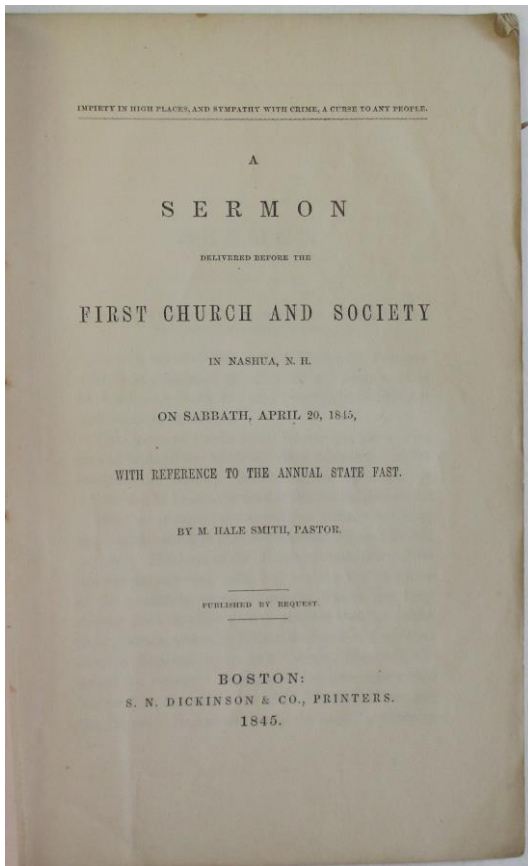 IMPIETY IN HIGH PLACES, AND SYMPATHY WITH CRIME, A CURSE TO ANY PEOPLE.
A
SERMON
DELIVERED BEFORE THE
FIRST CHURCH AND SOCIETY
IN NASHUA, N. H.
ON SABBATH, APRIL 20, 1845,
WITH REFERENCE TO THE ANNUAL STATE FAST.
BY M. HALE SMITH, PASTOR.
PUBLISHED BY REQUEST.
BOSTON:
S. N. DICKINSON & CO., PRINTERS.
1845.